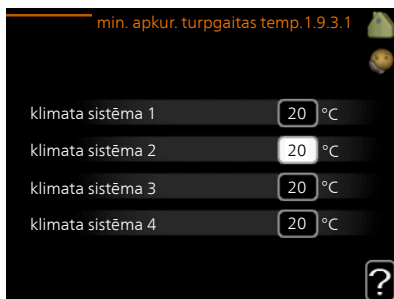 min. apkur. turpgaitas temp.1.9.3.1
klimata sistēma 1 20 °C
klimata sistēma 2 20 °C
klimata sistēma 3 20 °C
klimata sistēma 4 20 °C
?